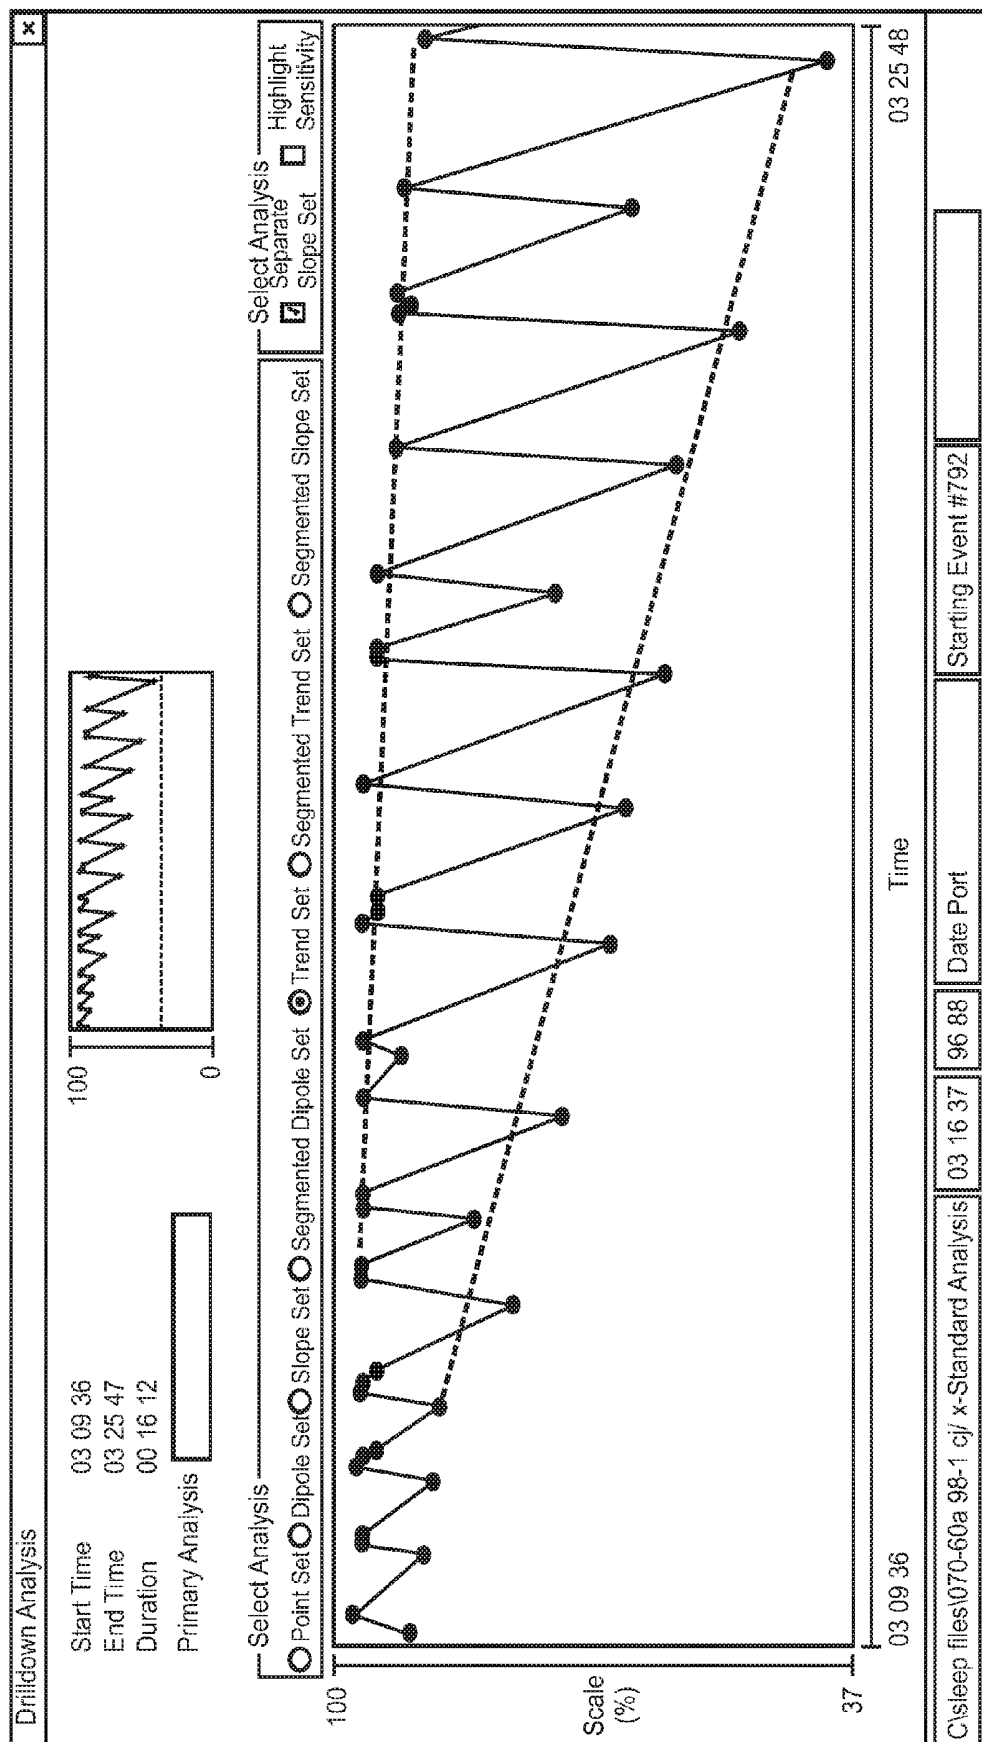 Drilldown Analysis
x
Start Time 03 09 36
End Time 03 25 47
Duration 00 16 12
Primary Analysis
100
0
Select Analysis
Point Set Dipole Set Slope Set Segmented Dipole Set Trend Set Segmented Trend Set Segmented Slope Set
Select Analysis
Separate Slope Set
Highlight Sensitivity
100
Scale
(%)
37
03 09 36
Time
03 25 48
C\sleep files\070-60a 98-1 cj/ x-Standard Analysis
03 16 37
96 88
Date Port
Starting Event #792